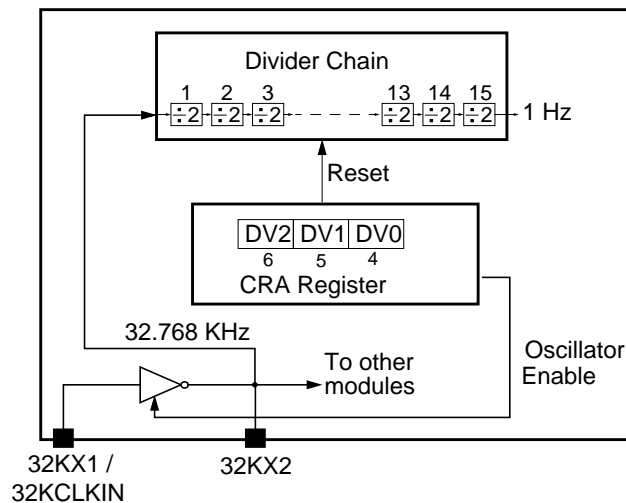 Divider Chain
1 2 3 13 14 15
÷2 ÷2 ÷2 ÷2 ÷2 ÷2 1 Hz
Reset
DV2 DV1 DV0
6 5 4
CRA Register
32.768 KHz
To other
modules
Oscillator
Enable
32KX1 /
32KCLKIN
32KX2